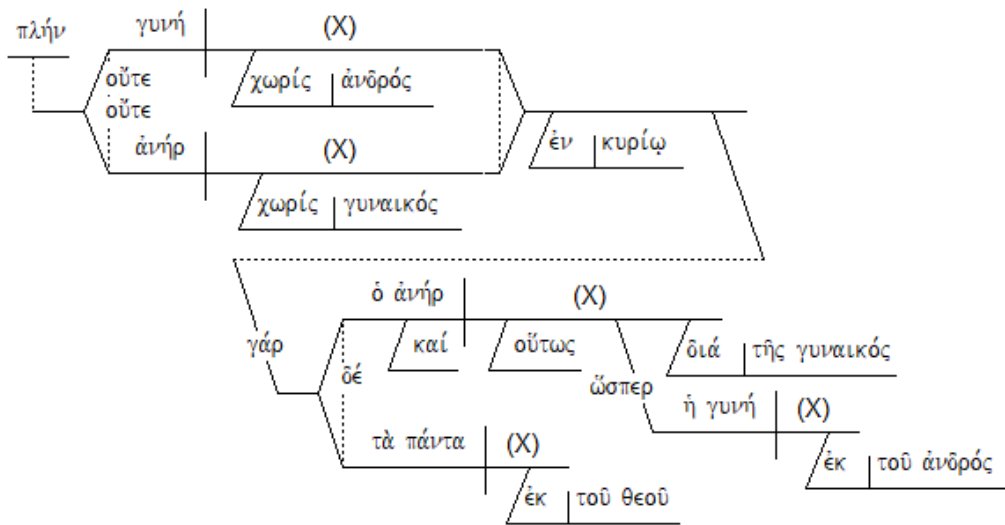 πλήν γυνή (X)
οὔτε χωρίς ἀνδρός
οὔτε
ἀνήρ (X) ἐν κυρίῳ
χωρίς γυναικός
ὁ ἀνήρ (X)
γάρ καί οὕτως διά τῆς γυναικός
δέ ὥσπερ
ἡ γυνή (X)
τὰ πάντα (X) ἐκ τοῦ ἀνδρός
ἐκ τοῦ θεοῦ